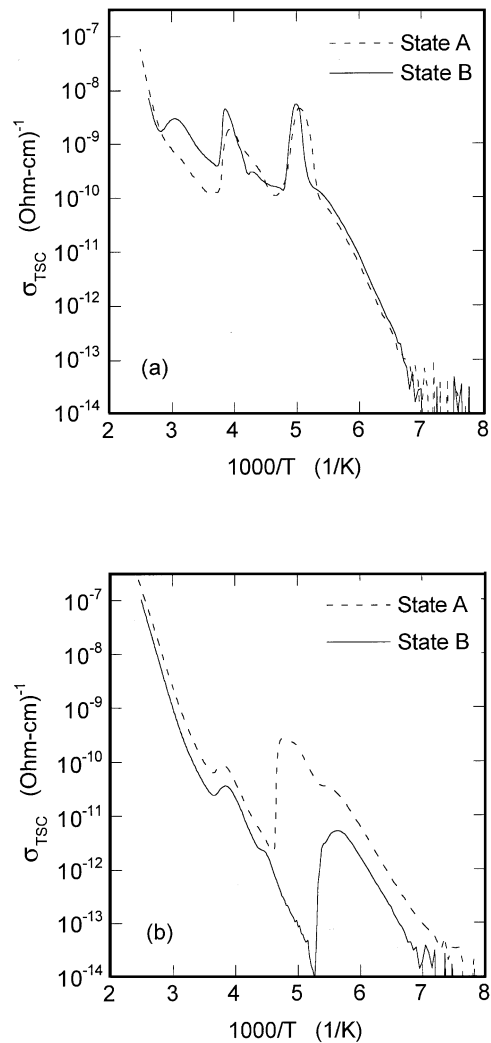 10-7
10-8
10-9
10-10
10-11
10-12
10-13
10-14
σTSC (Ohm-cm)-1
State A
State B
(a)
2 3 4 5 6 7 8
1000/T (1/K)
10-7
10-8
10-9
10-10
10-11
10-12
10-13
10-14
σTSC (Ohm-cm)-1
State A
State B
(b)
2 3 4 5 6 7 8
1000/T (1/K)